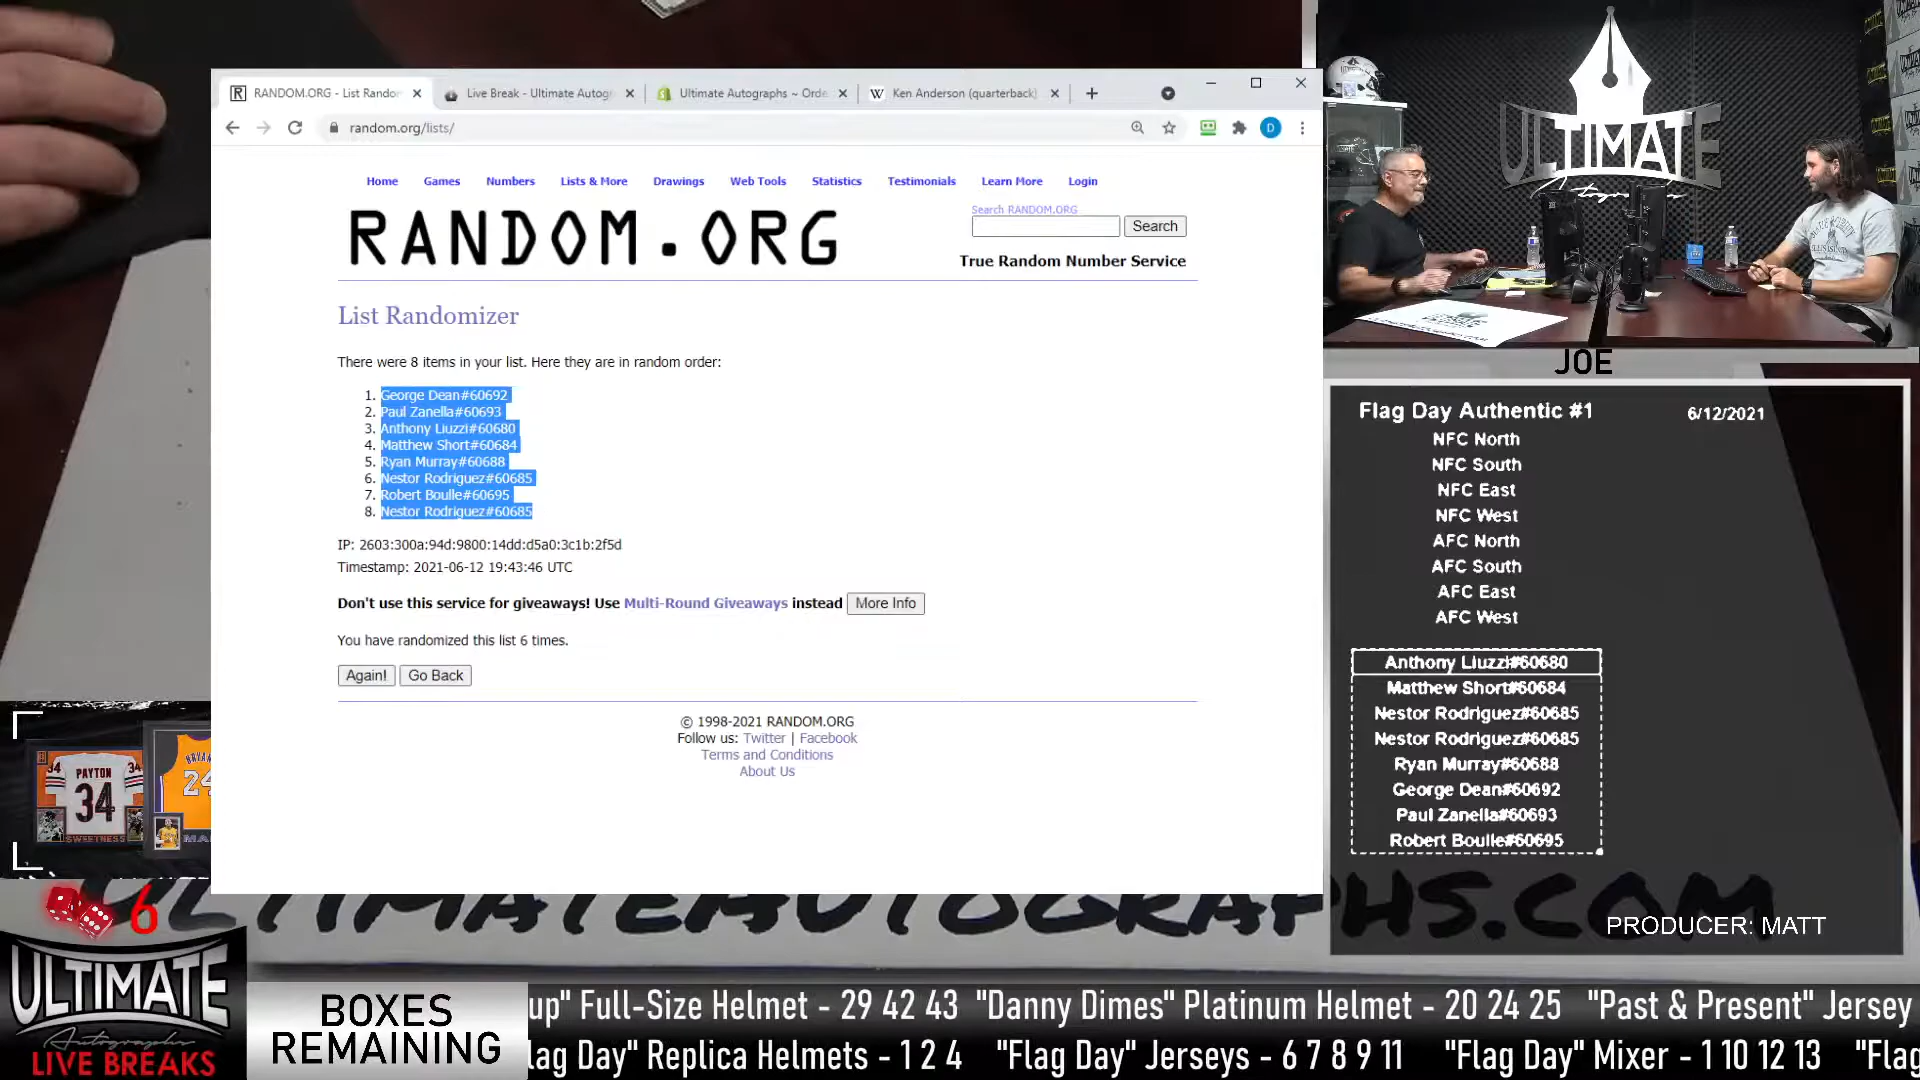 RANDOM.ORG - List Random
Live Break - Ultimate Autog
Ultimate Autographs ~ Orde
Ken Anderson (quarterback)
random.org/lists/
D
Home Games Numbers Lists & More Drawings Web Tools Statistics Testimonials Learn More Login
RANDOM.ORG
Search RANDOM.ORG
Search
True Random Number Service
List Randomizer
There were 8 items in your list. Here they are in random order:
1. George Dean#60692
2. Paul Zanella#60693
3. Anthony Liuzzi#60680
4. Matthew Short#60684
5. Ryan Murray#60688
6. Nestor Rodriguez#60685
7. Robert Boulle#60695
8. Nestor Rodriguez#60685
IP: 2603:300a:94d:9800:14dd:d5a0:3c1b:2f5d
Timestamp: 2021-06-12 19:43:46 UTC
Don't use this service for giveaways! Use Multi-Round Giveaways instead More Info
You have randomized this list 6 times.
Again! Go Back
© 1998-2021 RANDOM.ORG
Follow us: Twitter | Facebook
Terms and Conditions
About Us
ULTIMATE
Autographs
JOE
Flag Day Authentic #1 6/12/2021
NFC North
NFC South
NFC East
NFC West
AFC North
AFC South
AFC East
AFC West
Anthony Liuzzi#60680
Matthew Short#60684
Nestor Rodriguez#60685
Nestor Rodriguez#60685
Ryan Murray#60688
George Dean#60692
Paul Zanella#60693
Robert Boulle#60695
PRODUCER: MATT
34 PAYTON 34
34
SWEETNESS
BRYAN
24
ULTIMATEAUTOGRAPHS.COM
6
ULTIMATE
Autographs
LIVE BREAKS
BOXES
REMAINING
up" Full-Size Helmet - 29 42 43 "Danny Dimes" Platinum Helmet - 20 24 25 "Past & Present" Jersey
lag Day" Replica Helmets - 1 2 4 "Flag Day" Jerseys - 6 7 8 9 11 "Flag Day" Mixer - 1 10 12 13 "Flag